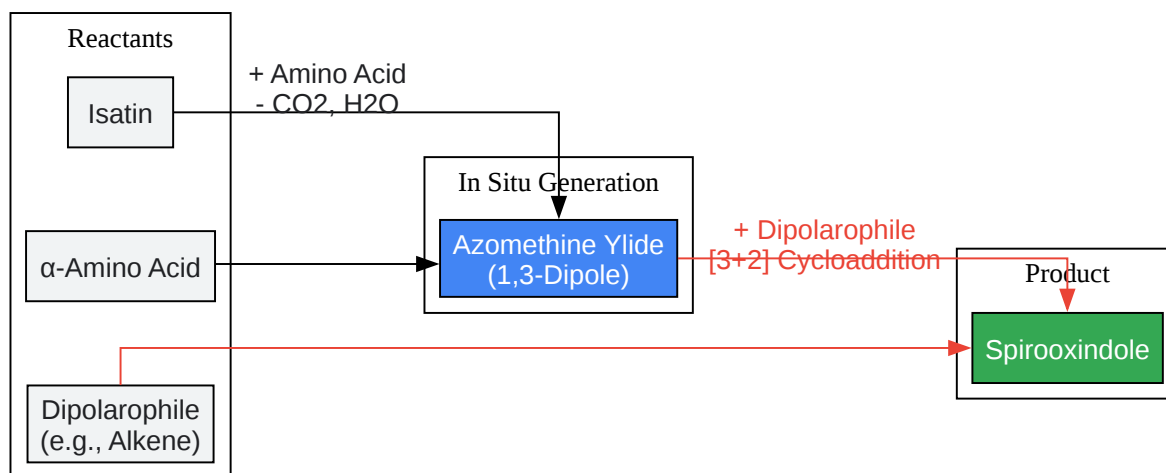 Reactants
Isatin
+ Amino Acid
- CO2, H2O
In Situ Generation
α-Amino Acid
Azomethine Ylide
(1,3-Dipole)
+ Dipolarophile
[3+2] Cycloaddition
Product
Spirooxindole
Dipolarophile
(e.g., Alkene)